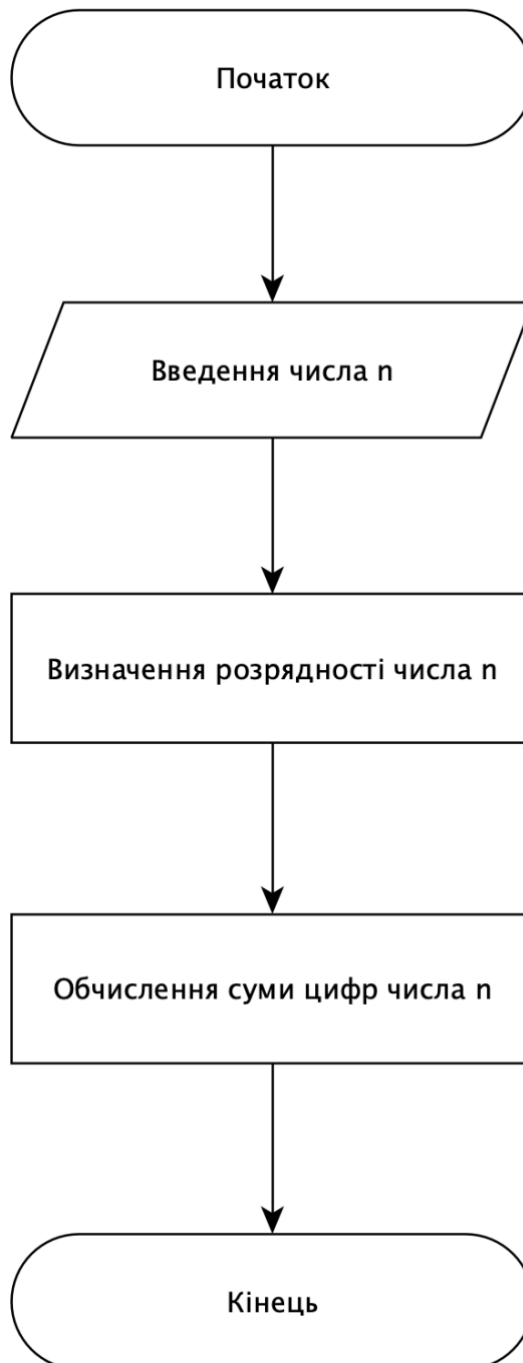 Початок
Введення числа n
Визначення розрядності числа n
Обчислення суми цифр числа n
Кінець